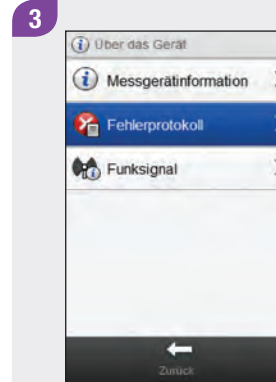 3
Über das Gerät
Messgerätinformation
Fehlerprotokoll
Funksignal
Zurück